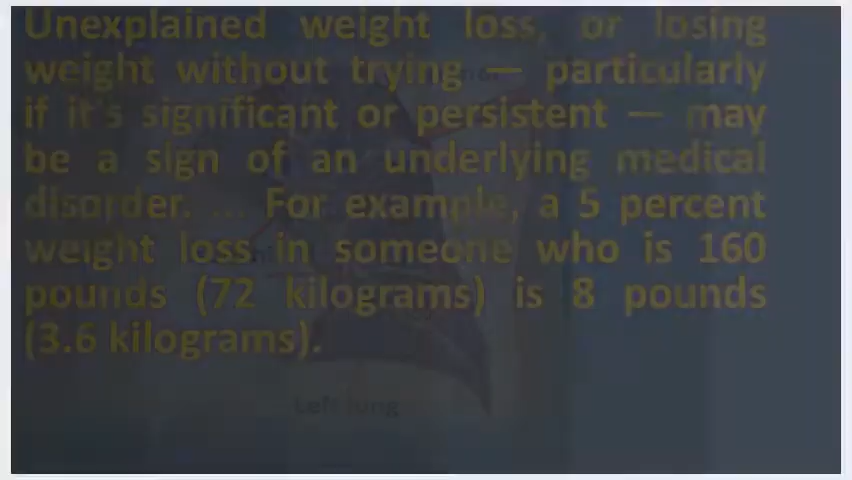 Unexplained weight loss, or losing
weight without trying — particularly
if it's significant or persistent — may
be a sign of an underlying medical
disorder. ... For example, a 5 percent
weight loss in someone who is 160
pounds (72 kilograms) is 8 pounds
(3.6 kilograms).
Left lung